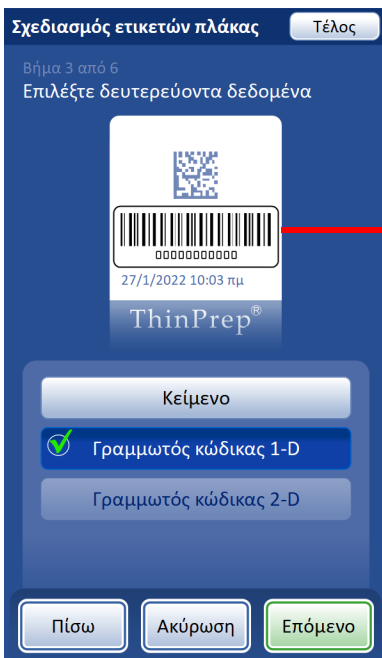 Σχεδιασμός ετικετών πλάκας
Τέλος
Βήμα 3 από 6
Επιλέξτε δευτερεύοντα δεδομένα
00000000000
27/1/2022 10:03 πμ
ThinPrep®
Κείμενο
Γραμμωτός κώδικας 1-D
Γραμμωτός κώδικας 2-D
Πίσω
Ακύρωση
Επόμενο